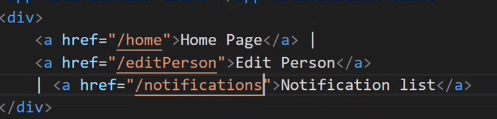 <div>
<a href="/home">Home Page</a> |
<a href="/editPerson">Edit Person</a>
| <a href="/notifications">Notification list</a>
</div>